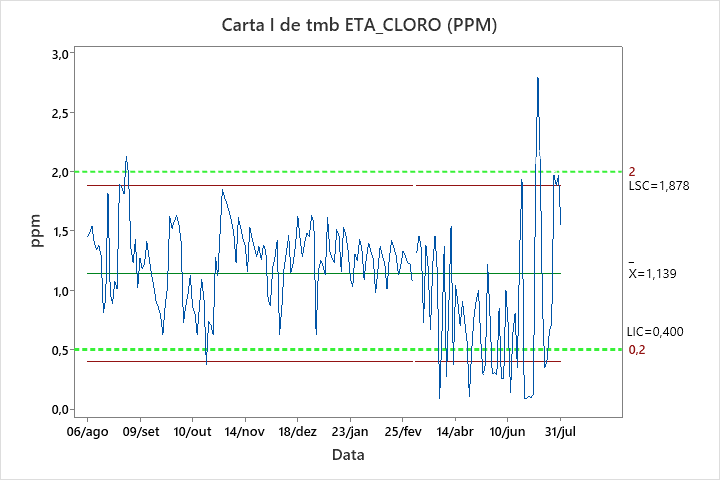 Carta I de tmb ETA_CLORO (PPM)
3,0
2,5
2,0
1,5
1,0
0,5
0,0
ppm
2
LSC=1,878
_
X=1,139
LIC=0,400
0,2
06/ago 09/set 10/out 14/nov 18/dez 23/jan 25/fev 14/abr 10/jun 31/jul
Data